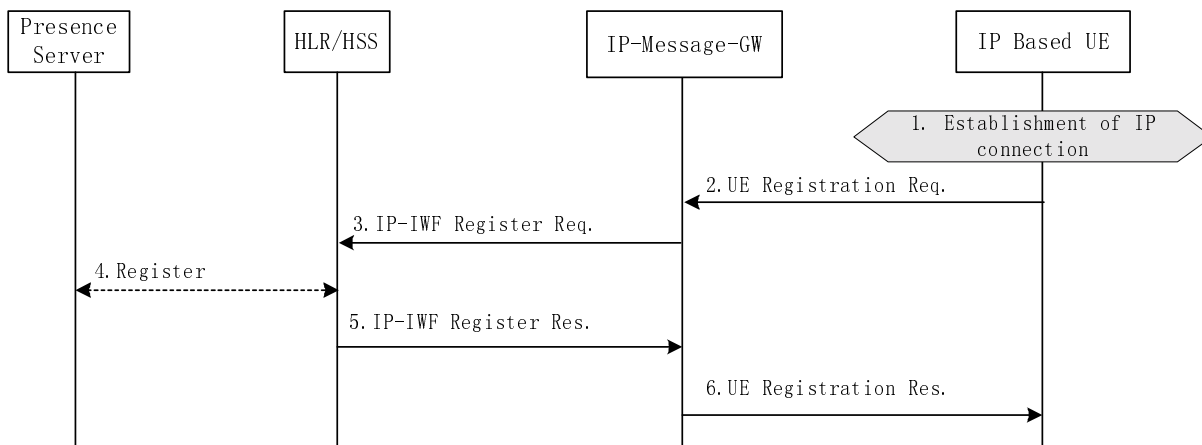 Presence
Server
HLR/HSS
IP-Message-GW
IP Based UE
1. Establishment of IP
connection
2.UE Registration Req.
3.IP-IWF Register Req.
4.Register
5.IP-IWF Register Res.
6.UE Registration Res.